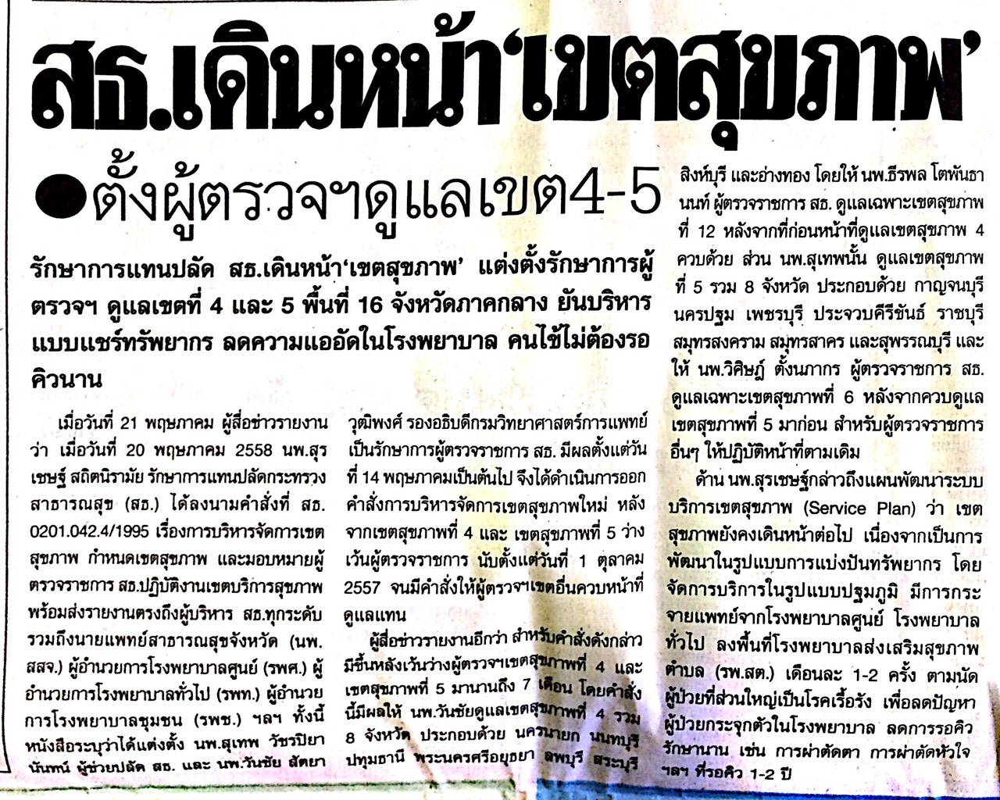 สธ.เดินหน้า‘เขตสุขภาพ’
●ตั้งผู้ตรวจฯดูแลเขต4-5
รักษาการแทนปลัด สธ.เดินหน้า‘เขตสุขภาพ’ แต่งตั้งรักษาการผู้
ตรวจฯ ดูแลเขตที่ 4 และ 5 พื้นที่ 16 จังหวัดภาคกลาง ยันบริหาร
แบบแชร์ทรัพยากร ลดความแออัดในโรงพยาบาล คนไข้ไม่ต้องรอ
คิวนาน
เมื่อวันที่ 21 พฤษภาคม ผู้สื่อข่าวรายงาน
ว่า เมื่อวันที่ 20 พฤษภาคม 2558 นพ.สุร
เชษฐ์ สถิตนิรามัย รักษาการแทนปลัดกระทรวง
สาธารณสุข (สธ.) ได้ลงนามคำสั่งที่ สธ.
0201.042.4/1995 เรื่องการบริหารจัดการเขต
สุขภาพ กำหนดเขตสุขภาพ และมอบหมายผู้
ตรวจราชการ สธ.ปฏิบัติงานเขตบริการสุขภาพ
พร้อมส่งรายงานตรงถึงผู้บริหาร สธ.ทุกระดับ
รวมถึงนายแพทย์สาธารณสุขจังหวัด (นพ.
สสจ.) ผู้อำนวยการโรงพยาบาลศูนย์ (รพศ.) ผู้
อำนวยการโรงพยาบาลทั่วไป (รพท.) ผู้อำนวย
การโรงพยาบาลชุมชน (รพช.) ฯลฯ ทั้งนี้
หนังสือระบุว่าได้แต่งตั้ง นพ.สุเทพ วัชรปิยา
นันทน์ ผู้ช่วยปลัด สธ. และ นพ.วันชัย สัตยา
วุฒิพงศ์ รองอธิบดีกรมวิทยาศาสตร์การแพทย์
เป็นรักษาการผู้ตรวจราชการ สธ. มีผลตั้งแต่วัน
ที่ 14 พฤษภาคมเป็นต้นไป จึงได้ดำเนินการออก
คำสั่งการบริหารจัดการเขตสุขภาพใหม่ หลัง
จากเขตสุขภาพที่ 4 และ เขตสุขภาพที่ 5 ว่าง
เว้นผู้ตรวจราชการ นับตั้งแต่วันที่ 1 ตุลาคม
2557 จนมีคำสั่งให้ผู้ตรวจฯเขตอื่นควบหน้าที่
ดูแลแทน
ผู้สื่อข่าวรายงานอีกว่า สำหรับคำสั่งดังกล่าว
มีขึ้นหลังเว้นว่างผู้ตรวจฯเขตสุขภาพที่ 4 และ
เขตสุขภาพที่ 5 มานานถึง 7 เดือน โดยคำสั่ง
นี้มีผลให้ นพ.วันชัยดูแลเขตสุขภาพที่ 4 รวม
8 จังหวัด ประกอบด้วย นครนายก นนทบุรี
ปทุมธานี พระนครศรีอยุธยา ลพบุรี สระบุรี
สิงห์บุรี และอ่างทอง โดยให้ นพ.ธีรพล โตพันธา
นนท์ ผู้ตรวจราชการ สธ. ดูแลเฉพาะเขตสุขภาพ
ที่ 12 หลังจากที่ก่อนหน้าที่ดูแลเขตสุขภาพ 4
ควบด้วย ส่วน นพ.สุเทพนั้น ดูแลเขตสุขภาพ
ที่ 5 รวม 8 จังหวัด ประกอบด้วย กาญจนบุรี
นครปฐม เพชรบุรี ประจวบคีรีขันธ์ ราชบุรี
สมุทรสงคราม สมุทรสาคร และสุพรรณบุรี และ
ให้ นพ.วิศิษฎ์ ตั้งนภากร ผู้ตรวจราชการ สธ.
ดูแลเฉพาะเขตสุขภาพที่ 6 หลังจากควบดูแล
เขตสุขภาพที่ 5 มาก่อน สำหรับผู้ตรวจราชการ
อื่นๆ ให้ปฏิบัติหน้าที่ตามเดิม
ด้าน นพ.สุรเชษฐ์กล่าวถึงแผนพัฒนาระบบ
บริการเขตสุขภาพ (Service Plan) ว่า เขต
สุขภาพยังคงเดินหน้าต่อไป เนื่องจากเป็นการ
พัฒนาในรูปแบบการแบ่งปันทรัพยากร โดย
จัดการบริการในรูปแบบปฐมภูมิ มีการกระ
จายแพทย์จากโรงพยาบาลศูนย์ โรงพยาบาล
ทั่วไป ลงพื้นที่โรงพยาบาลส่งเสริมสุขภาพ
ตำบล (รพ.สต.) เดือนละ 1-2 ครั้ง ตามนัด
ผู้ป่วยที่ส่วนใหญ่เป็นโรคเรื้อรัง เพื่อลดปัญหา
ผู้ป่วยกระจุกตัวในโรงพยาบาล ลดการรอคิว
รักษานาน เช่น การผ่าตัดตา การผ่าตัดหัวใจ
ฯลฯ ที่รอคิว 1-2 ปี